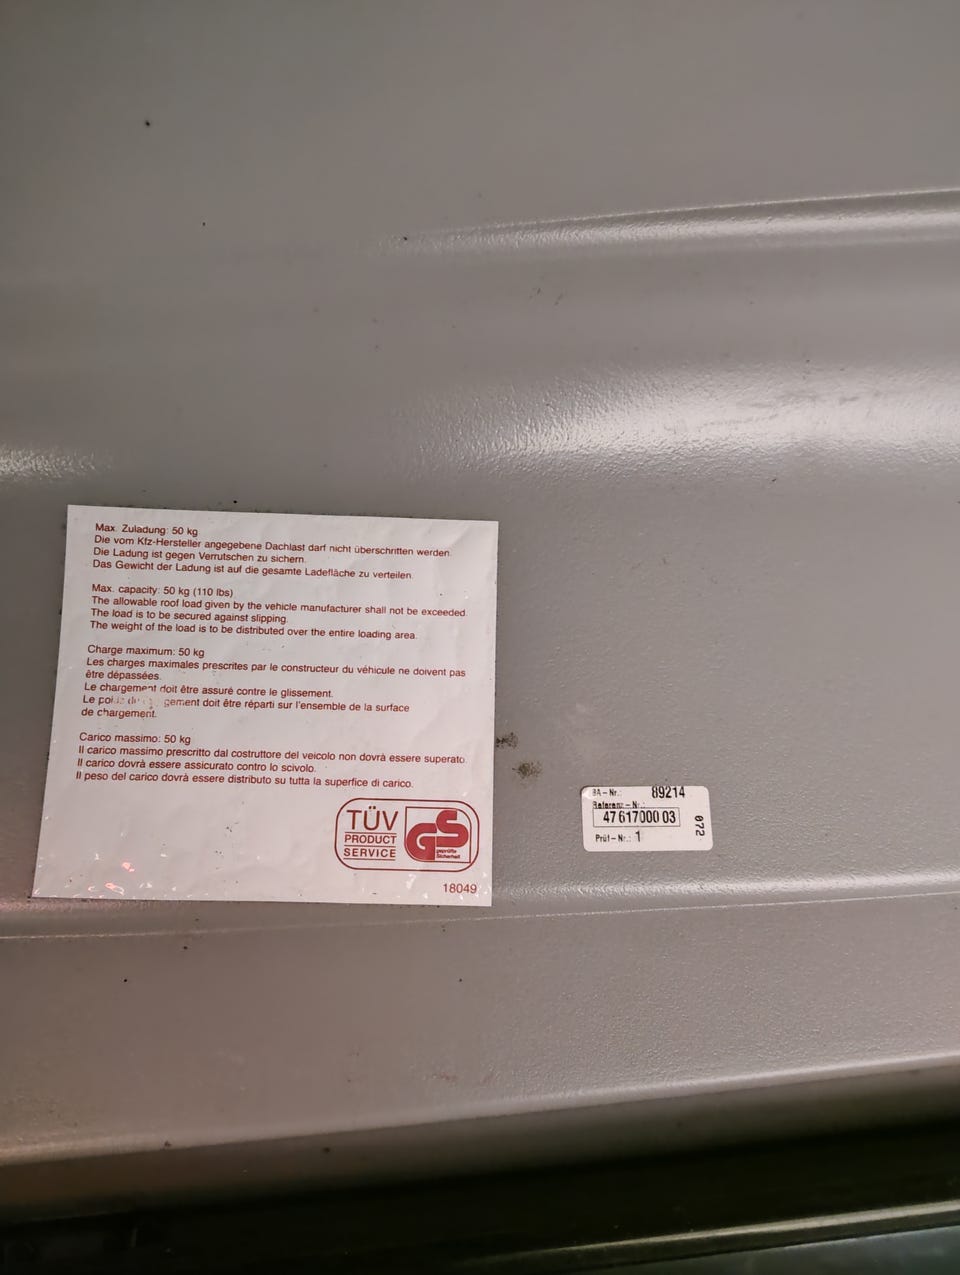 Max. Zuladung: 50 kg
Die vom Kfz-Hersteller angegebene Dachlast darf nicht überschritten werden.
Die Ladung ist gegen Verrutschen zu sichern.
Das Gewicht der Ladung ist auf die gesamte Ladefläche zu verteilen.
Max. capacity: 50 kg (110 lbs)
The allowable roof load given by the vehicle manufacturer shall not be exceeded.
The load is to be secured against slipping.
The weight of the load is to be distributed over the entire loading area.
Charge maximum: 50 kg
Les charges maximales prescrites par le constructeur du véhicule ne doivent pas
être dépassées.
Le chargement doit être assuré contre le glissement.
Le gement doit être réparti sur l'ensemble de la surface
de chargement.
Carico massimo: 50 kg
Il carico massimo prescritto dal costruttore del veicolo non dovrà essere superato.
Il carico dovrà essere assicurato contro lo scivolo.
Il peso del carico dovrà essere distributo su tutta la superfice di carico.
TÜV
PRODUCT
SERVICE
GS
geprüfte
Sicherheit
18049
BA-Nr.: 89214
Referenz-Nr.:
47 617000 03
Prüf-Nr.: 1
072